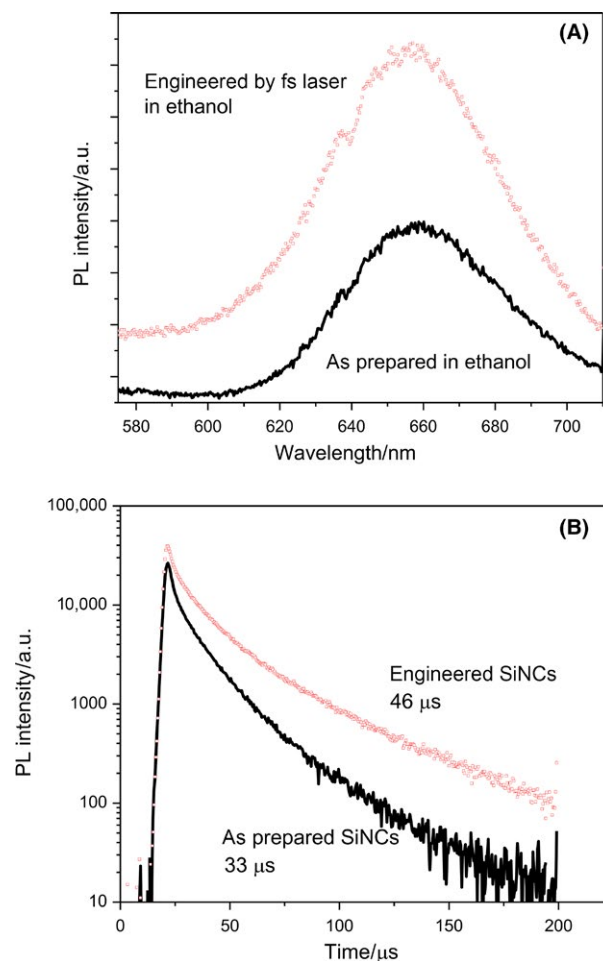 (A)
Engineered by fs laser
in ethanol
PL intensity/a.u.
As prepared in ethanol
580 600 620 640 660 680 700
Wavelength/nm
100,000
(B)
10,000
PL intensity/a.u.
Engineered SiNCs
46 µs
1000
100
As prepared SiNCs
33 µs
10
0 50 100 150 200
Time/µs